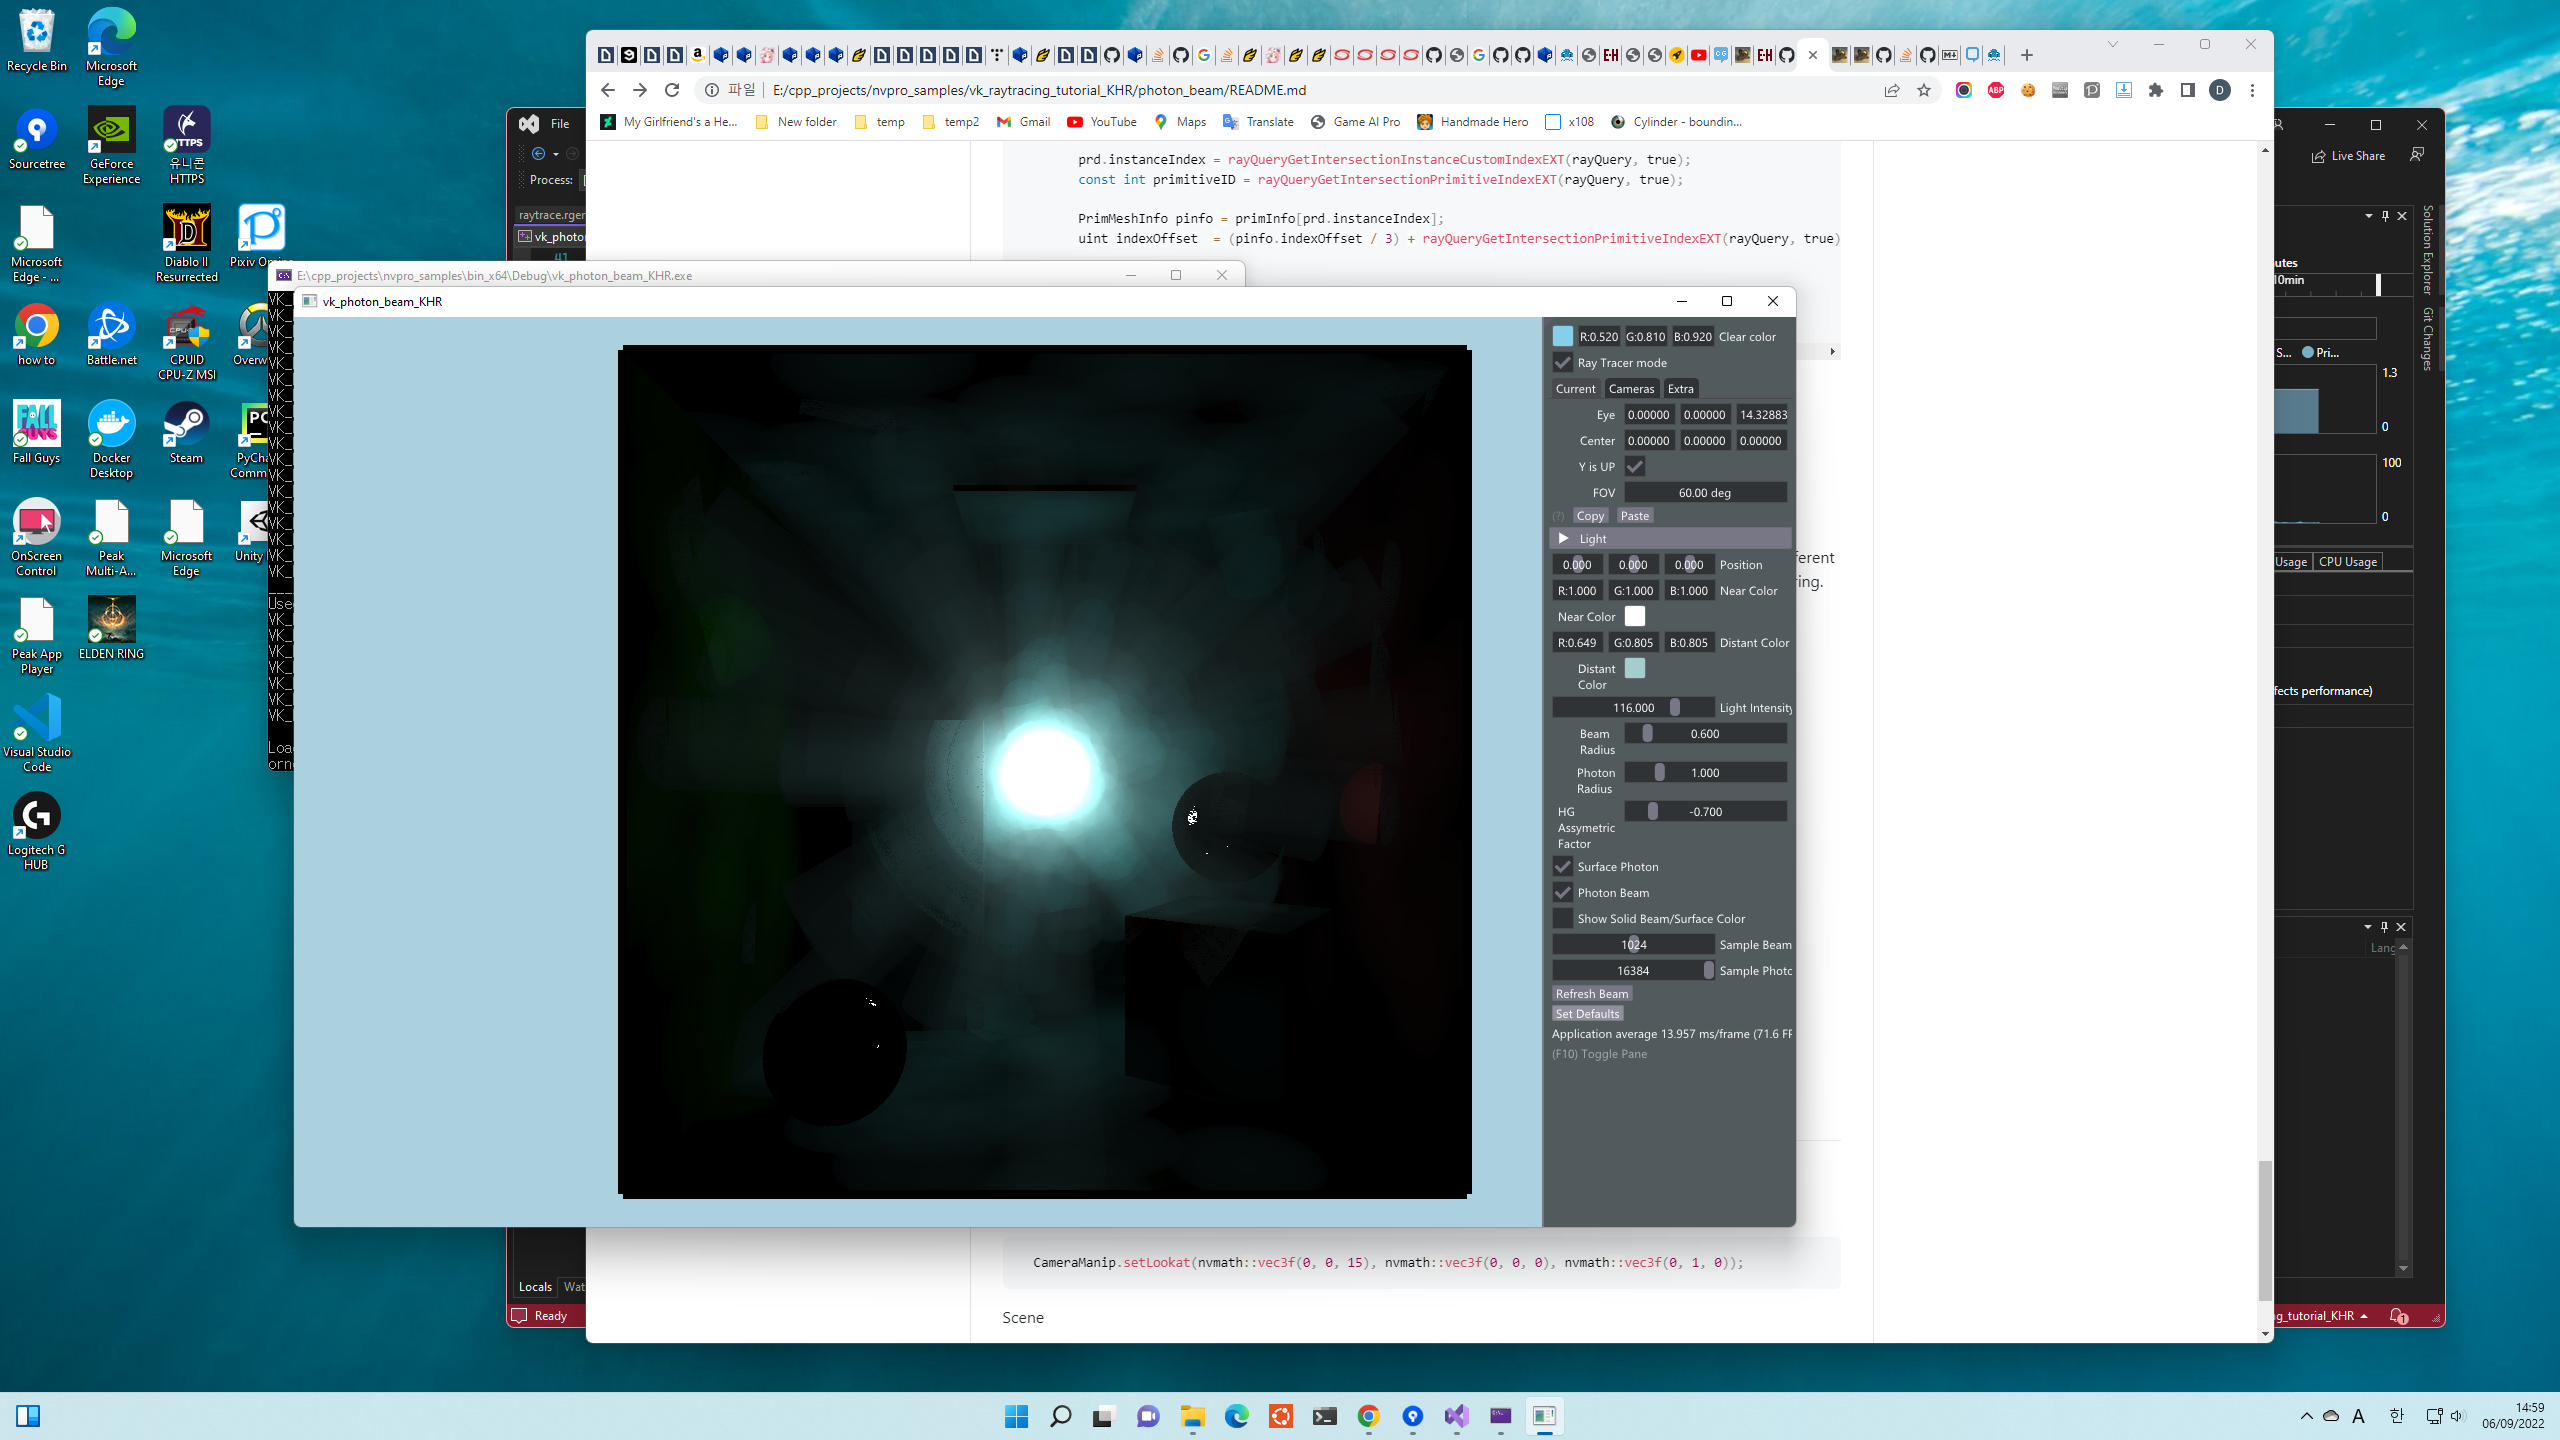 Recycle Bin
Microsoft Edge
Sourcetree
GeForce Experience
유니콘 HTTPS
Microsoft Edge - ...
Diablo II Resurrected
how to
Battle.net
CPUID CPU-Z MSI
Fall Guys
Docker Desktop
Steam
OnScreen Control
Peak Multi-A...
Microsoft Edge
Unity
Peak App Player
ELDEN RING
Visual Studio Code
Logitech G HUB
File
Process:
raytrace.rger
vk_photo
41
Locals
Ready
파일
E:/cpp_projects/nvpro_samples/vk_raytracing_tutorial_KHR/photon_beam/README.md
My Girlfriend's a He...
New folder
temp
temp2
Gmail
YouTube
Maps
Translate
Game AI Pro
Handmade Hero
x108
Cylinder - boundin...
prd.instanceIndex = rayQueryGetIntersectionInstanceCustomIndexEXT(rayQuery, true);
const int primitiveID = rayQueryGetIntersectionPrimitiveIndexEXT(rayQuery, true);
PrimMeshInfo pinfo = primInfo[prd.instanceIndex];
uint indexOffset  = (pinfo.indexOffset / 3) + rayQueryGetIntersectionPrimitiveIndexEXT(rayQuery, true)
E:\cpp_projects\nvpro_samples\bin_x64\Debug\vk_photon_beam_KHR.exe
vk_photon_beam_KHR
R:0.520 G:0.810 B:0.920 Clear color
Ray Tracer mode
Current Cameras Extra
Eye 0.00000 0.00000 14.32883
Center 0.00000 0.00000 0.00000
Y is UP
FOV 60.00 deg
(?) Copy Paste
Light
0.000 0.000 0.000 Position
R:1.000 G:1.000 B:1.000 Near Color
Near Color
R:0.649 G:0.805 B:0.805 Distant Color
Distant Color
116.000 Light Intensity
Beam Radius 0.600
Photon Radius 1.000
HG Assymetric Factor -0.700
Surface Photon
Photon Beam
Show Solid Beam/Surface Color
1024 Sample Beam
16384 Sample Photo
Refresh Beam
Set Defaults
Application average 13.957 ms/frame (71.6 FP
(F10) Toggle Pane
CameraManip.setLookat(nvmath::vec3f(0, 0, 15), nvmath::vec3f(0, 0, 0), nvmath::vec3f(0, 1, 0));
Scene
Live Share
Solution Explorer
Git Changes
10min
S... Pri...
1.3
0
100
0
Usage CPU Usage
fects performance)
Lang
ng_tutorial_KHR
14:59
06/09/2022
A
한